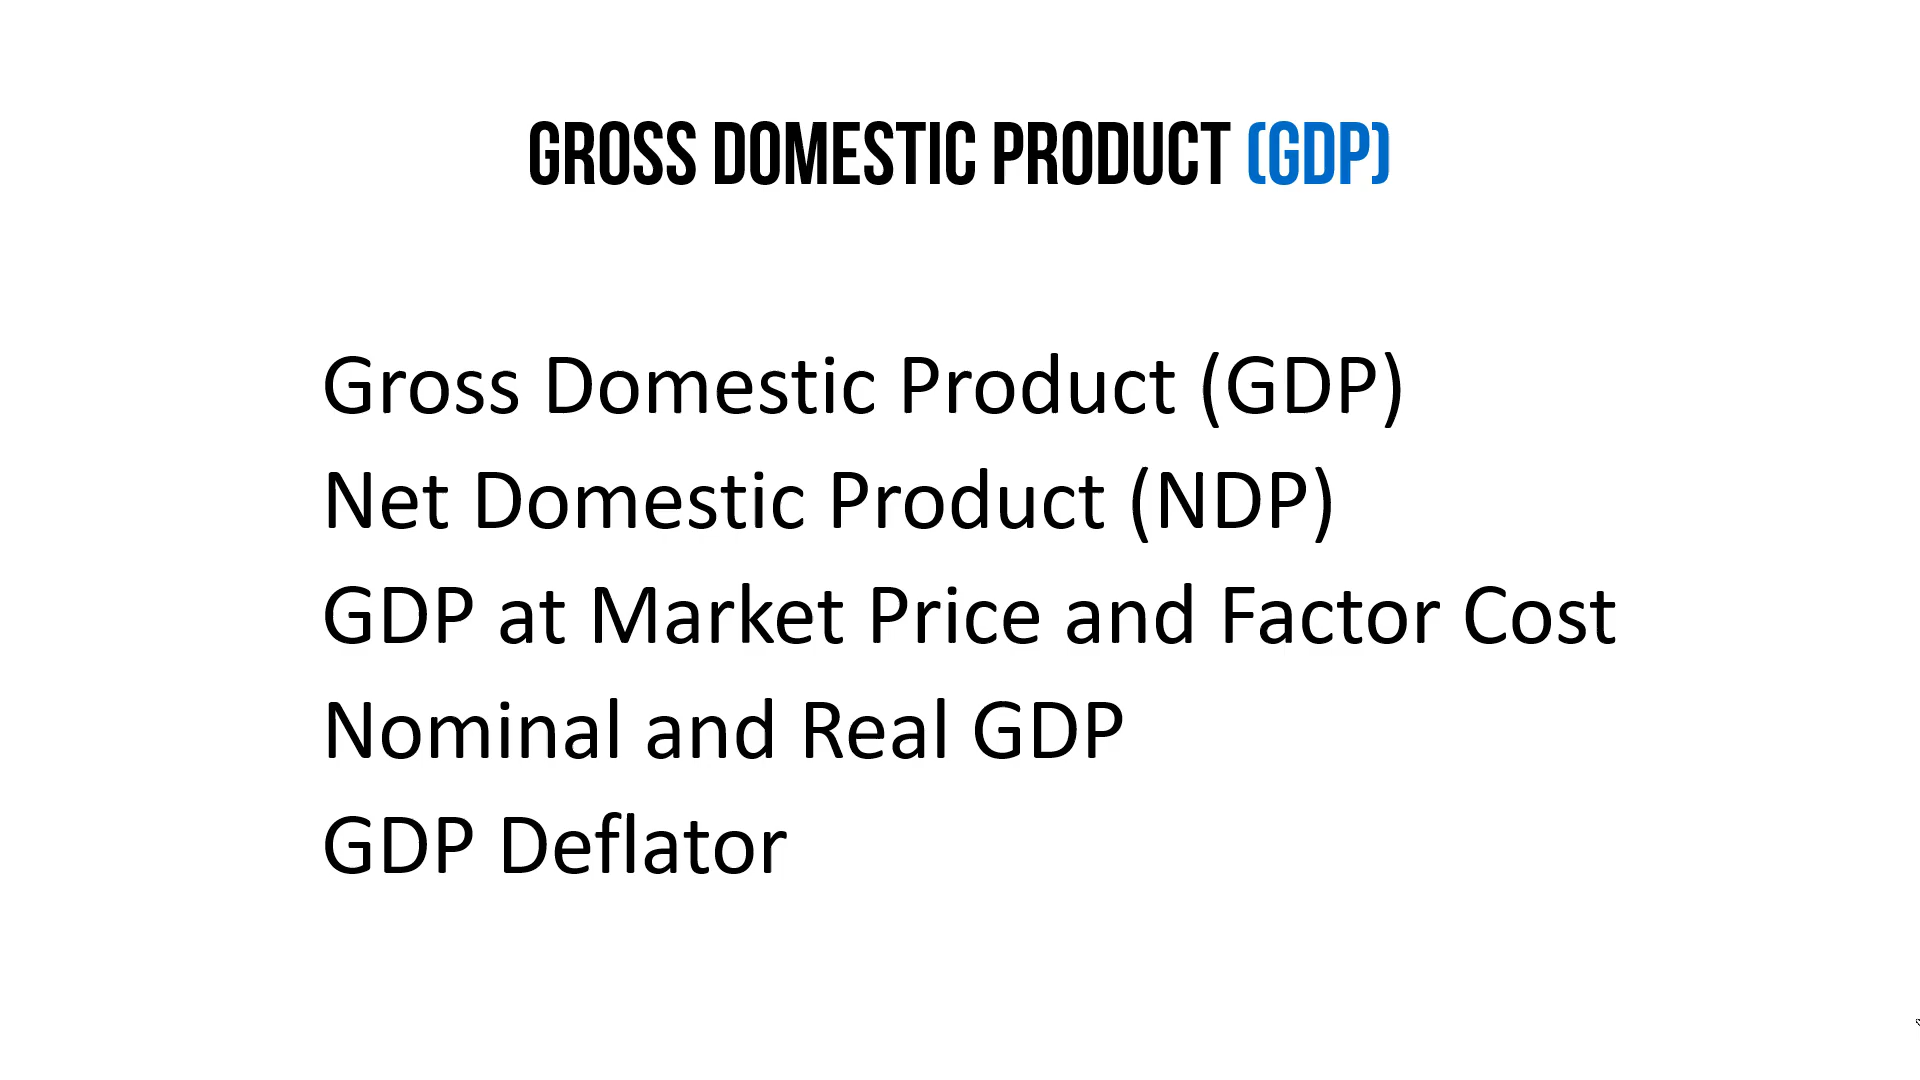 GROSS DOMESTIC PRODUCT (GDP)
Gross Domestic Product (GDP)
Net Domestic Product (NDP)
GDP at Market Price and Factor Cost
Nominal and Real GDP
GDP Deflator